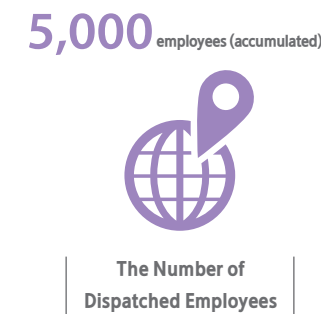 5,000 employees (accumulated)
The Number of
Dispatched Employees